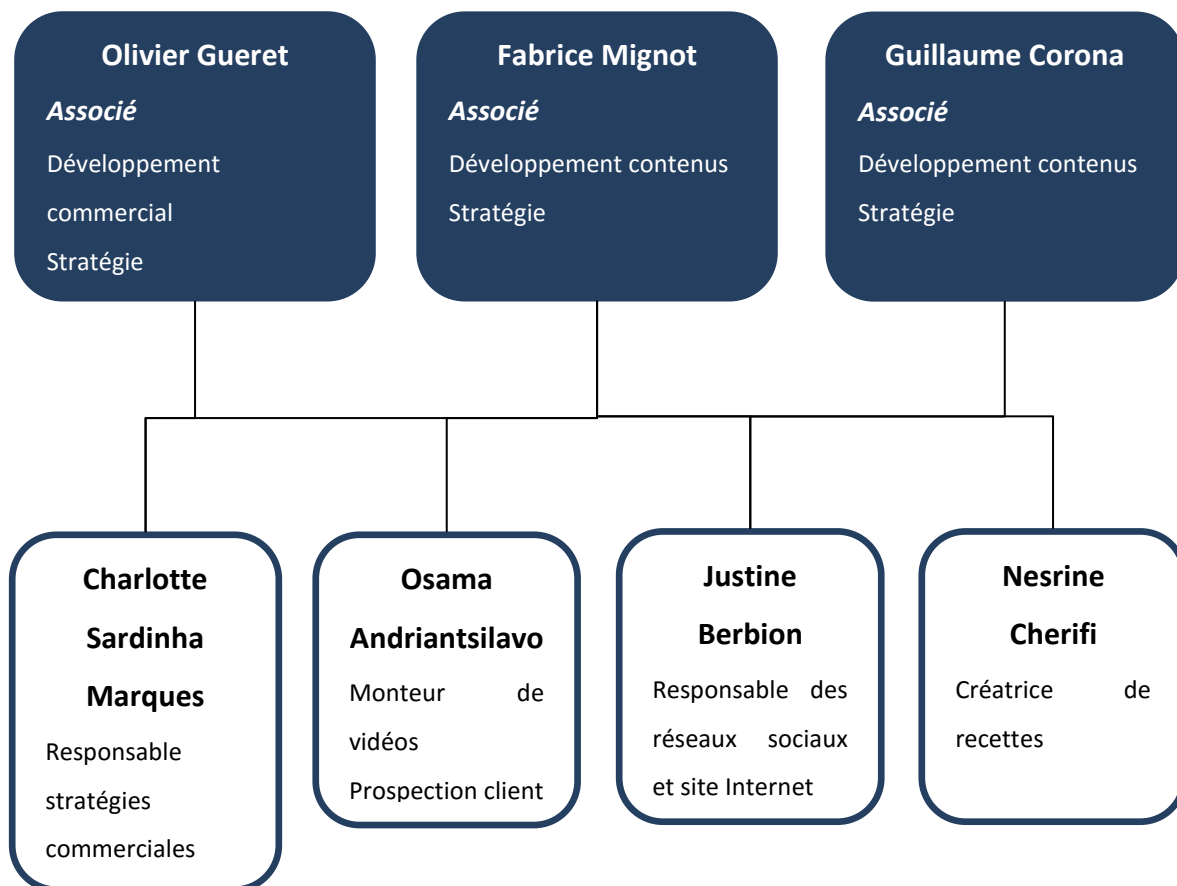 Olivier Gueret
Associé
Développement
commercial
Stratégie
Fabrice Mignot
Associé
Développement contenus
Stratégie
Guillaume Corona
Associé
Développement contenus
Stratégie
Charlotte
Sardinha
Marques
Responsable
stratégies
commerciales
Osama
Andriantsilavo
Monteur de
vidéos
Prospection client
Justine
Berbion
Responsable des
réseaux sociaux
et site Internet
Nesrine
Cherifi
Créatrice de
recettes